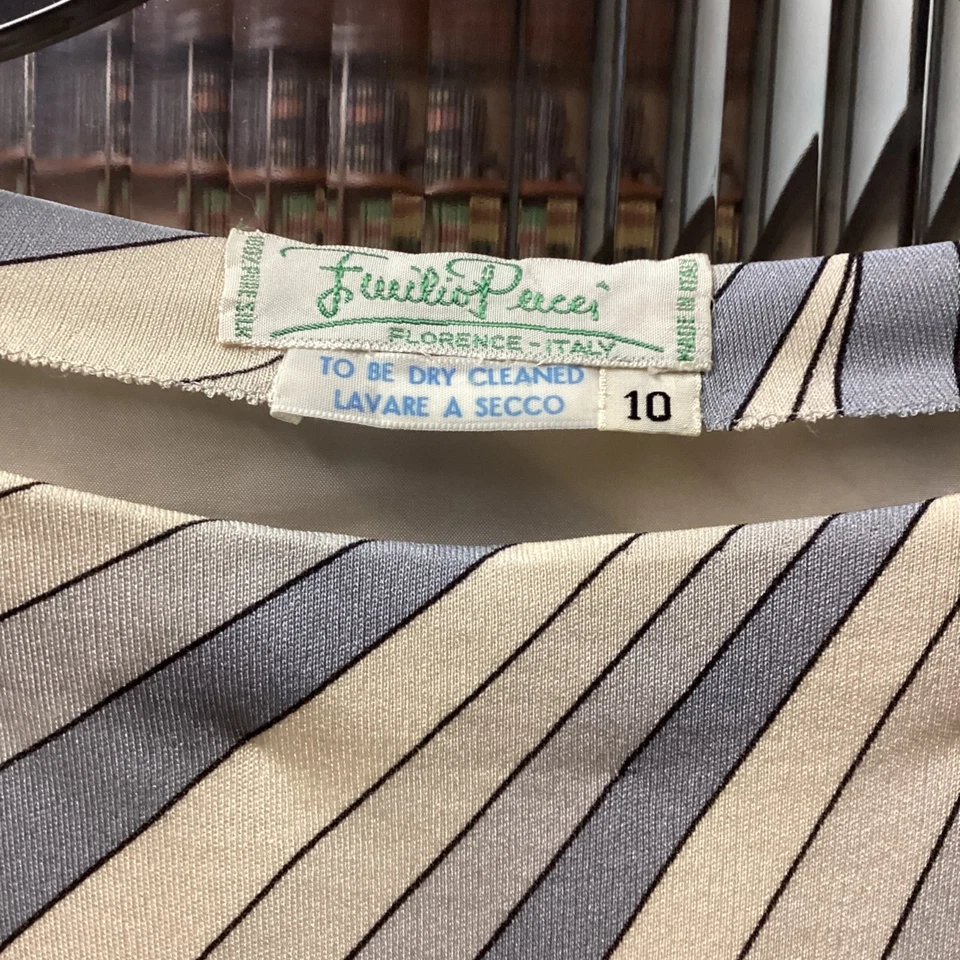 Emilio Pucci
FLORENCE - ITALY
100% PURE SILK
MADE IN ITALY
TO BE DRY CLEANED
LAVARE A SECCO
10